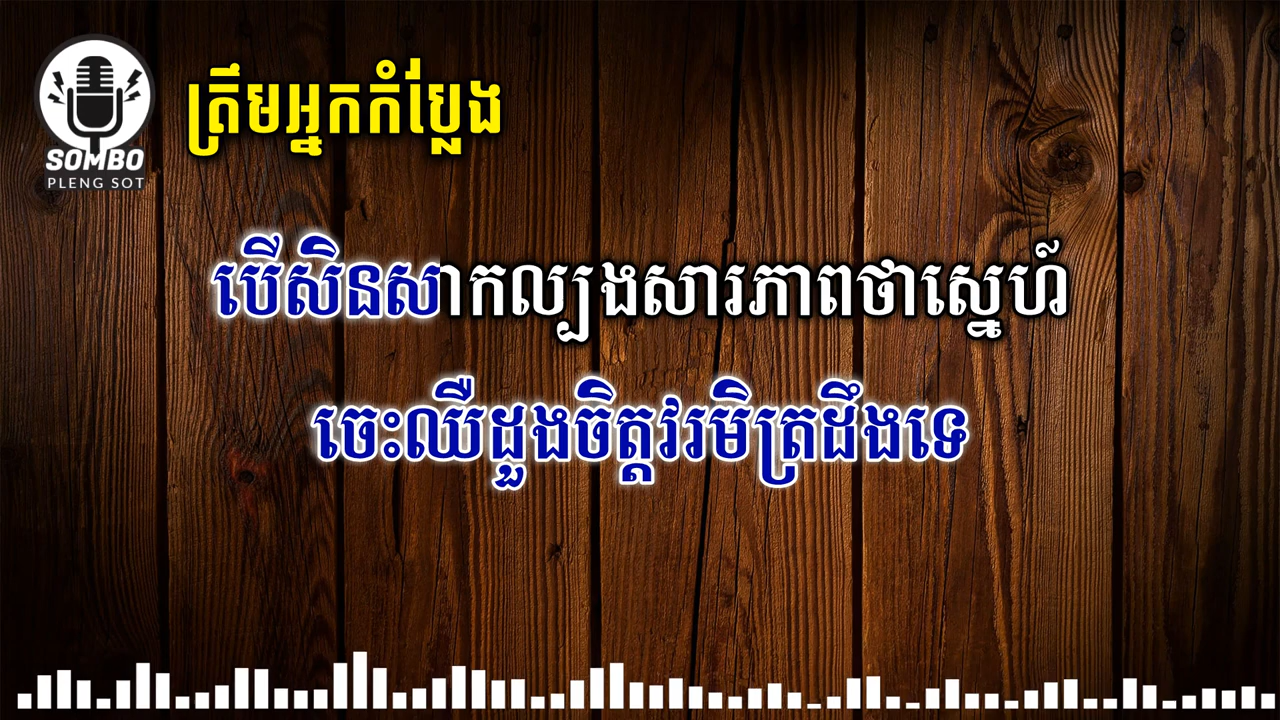 SOMBO
PLENG SOT
ត្រឹមអ្នកកំប្លែង
បើសិនសាកល្បងសារភាពថាស្នេហ៍
ចេះឈឺដួងចិត្តវរមិត្រដឹងទេ